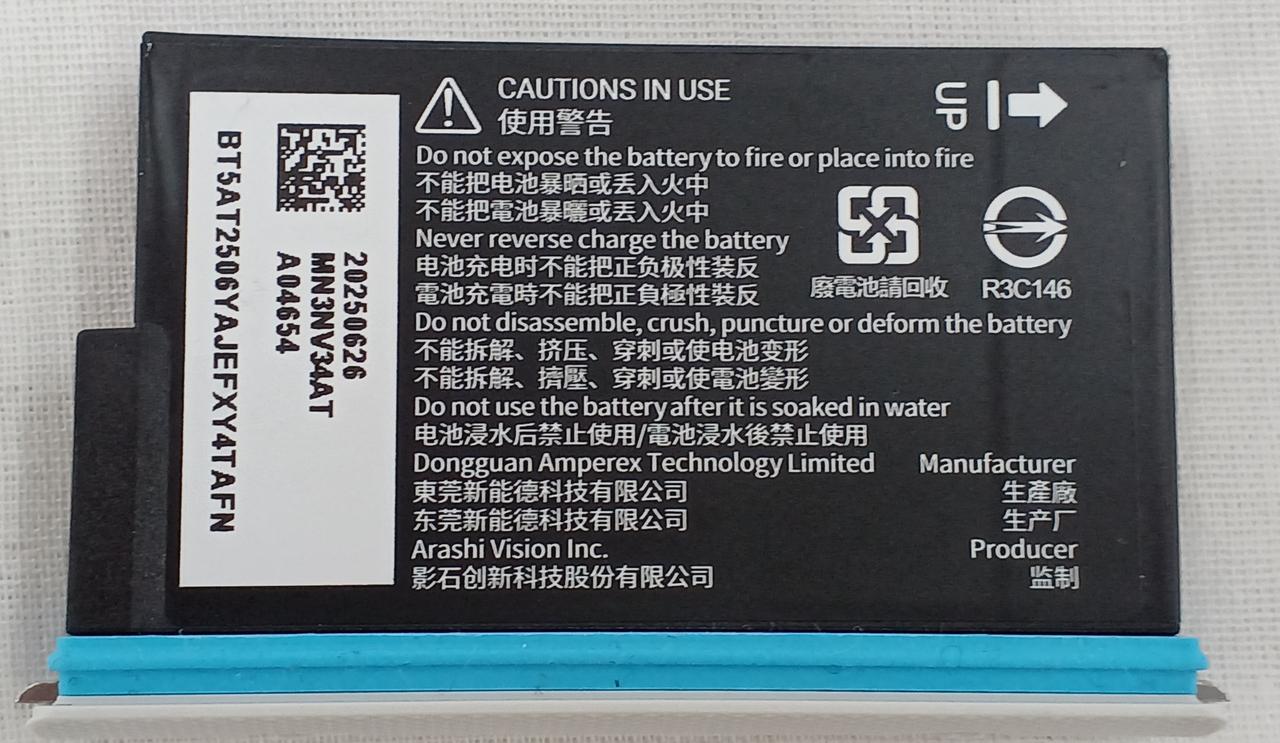 CAUTIONS IN USE
使用警告
UP
Do not expose the battery to fire or place into fire
不能把电池暴晒或丢入火中
不能把電池暴曬或丟入火中
Never reverse charge the battery
电池充电时不能把正负极性装反
電池充電時不能把正負極性裝反
廢電池請回收
R3C146
Do not disassemble, crush, puncture or deform the battery
不能拆解、挤压、穿刺或使电池变形
不能拆解、擠壓、穿刺或使電池變形
Do not use the battery after it is soaked in water
电池浸水后禁止使用/電池浸水後禁止使用
Dongguan Amperex Technology Limited Manufacturer
東莞新能德科技有限公司 生產廠
东莞新能德科技有限公司 生产厂
Arashi Vision Inc. Producer
影石创新科技股份有限公司 监制
20250626
MN3NV34AT
A04654
BT5AT2506YAJEFXY4TAFN